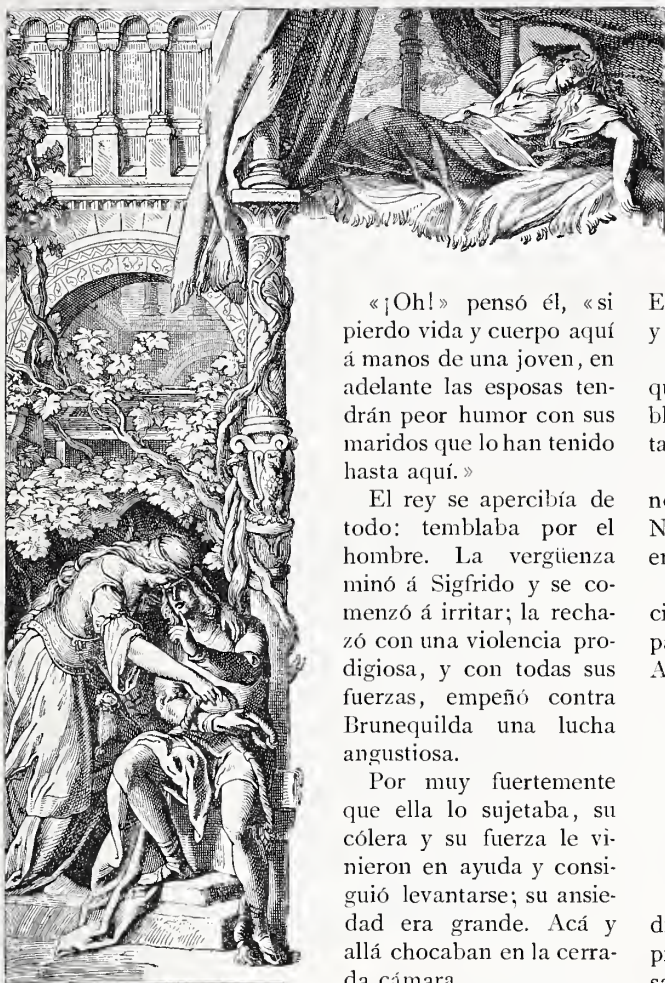 «¡Oh!» pensó él, «si
pierdo vida y cuerpo aquí
á manos de una joven, en
adelante las esposas ten-
drán peor humor con sus
maridos que lo han tenido
hasta aquí.»
El rey se apercibía de
todo: temblaba por el
hombre. La vergüenza
minó á Sigfrido y se co-
menzó á irritar; la recha-
zó con una violencia pro-
digiosa, y con todas sus
fuerzas, empeñó contra
Brunequilda una lucha
angustiosa.
Por muy fuertemente
que ella lo sujetaba, su
cólera y su fuerza le vi-
nieron en ayuda y consi-
guió levantarse; su ansie-
dad era grande. Acá y
allá chocaban en la cerra-
da cámara